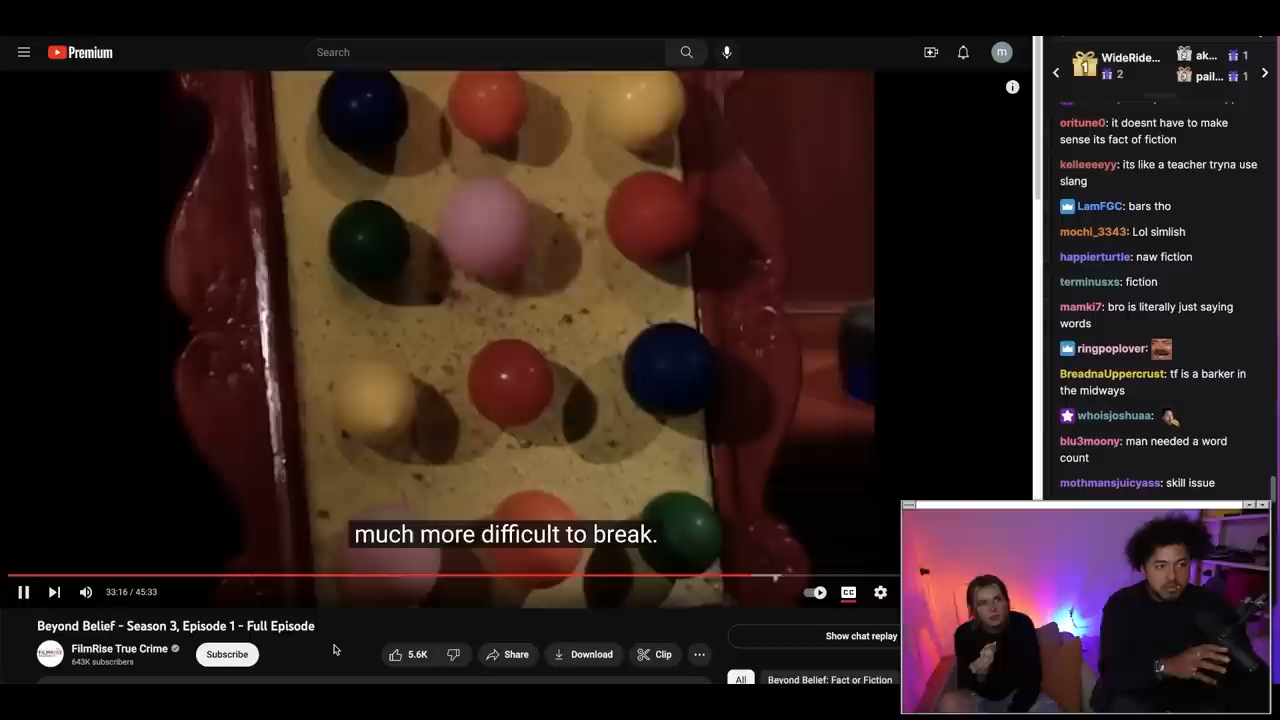 Premium
Search
m
WideRide...
2
ak...
1
pail...
1
oritune0: it doesnt have to make
sense its fact of fiction
kelleeeeyy: its like a teacher tryna use
slang
LamFGC: bars tho
mochi_3343: Lol simlish
happierturtle: naw fiction
terminusxs: fiction
mamki7: bro is literally just saying
words
ringpoplover:
BreadnaUppercrust: tf is a barker in
the midways
whoisjoshuaa:
blu3moony: man needed a word
count
mothmansjuicyass: skill issue
much more difficult to break.
33:16 / 45:33
CC
Beyond Belief - Season 3, Episode 1 - Full Episode
FilmRise True Crime
643K subscribers
Subscribe
5.6K
Share
Download
Clip
Show chat replay
All
Beyond Belief: Fact or Fiction